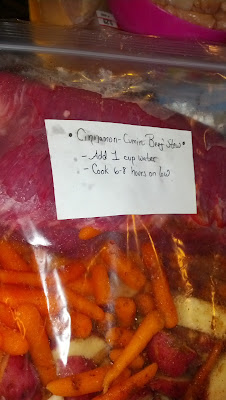 • Cinnamon-Cumin Beef Stew •
- Add 1 cup water
- Cook 6-8 hours on low